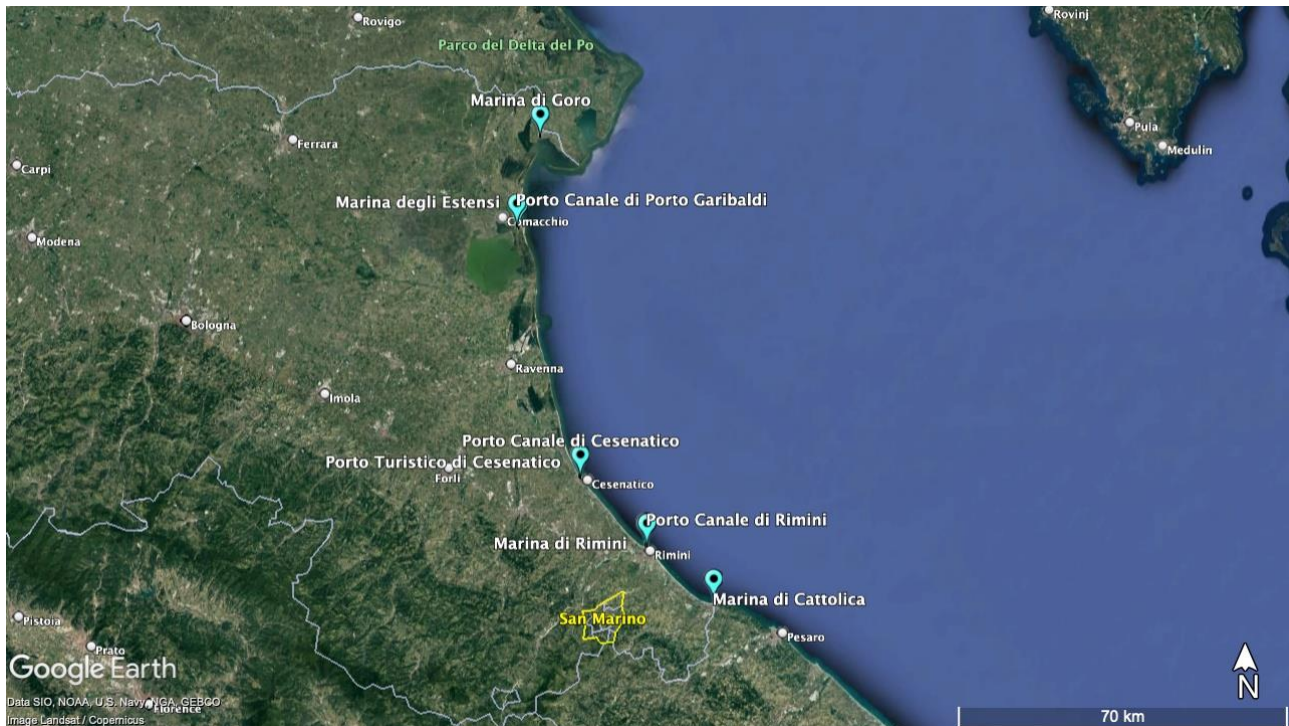 Rovigo
Rovinj
Parco del Delta del Po
Marina di Goro
Pula
Ferrara
Medulin
Carpi
Marina degli Estensi
Porto Canale di Porto Garibaldi
Comacchio
Modena
Bologna
Ravenna
Imola
Porto Canale di Cesenatico
Porto Turistico di Cesenatico
Forlì
Cesenatico
Porto Canale di Rimini
Marina di Rimini
Rimini
Marina di Cattolica
San Marino
Pistoia
Pesaro
Prato
Google Earth
N
Data SIO, NOAA, U.S. Navy, NGA, GEBCO
Florence
Image Landsat / Copernicus
70 km